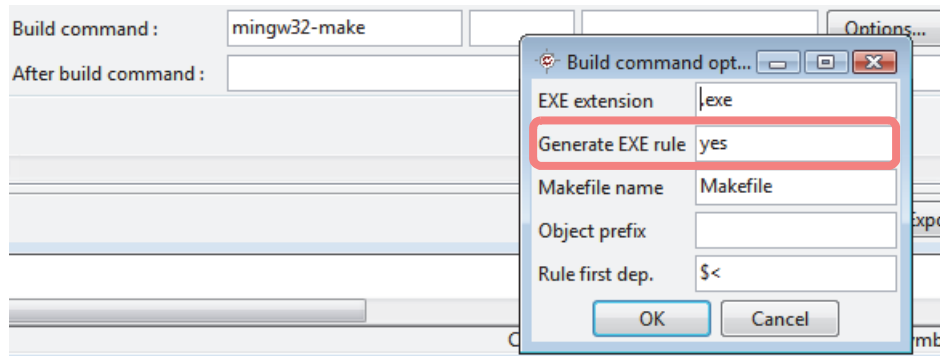 Build command :
mingw32-make
Options...
After build command :
Build command opt...
EXE extension
.exe
Generate EXE rule
yes
Makefile name
Makefile
Object prefix
Rule first dep.
$<
OK
Cancel